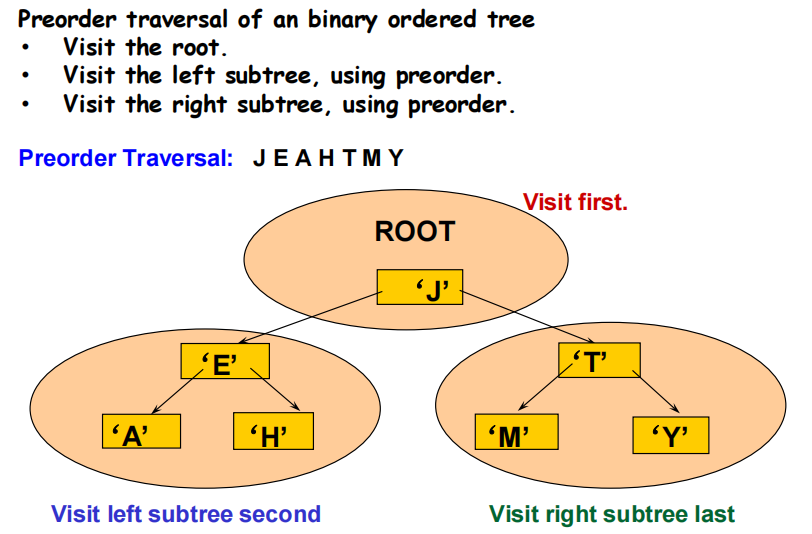 Preorder traversal of an binary ordered tree
• Visit the root.
• Visit the left subtree, using preorder.
• Visit the right subtree, using preorder.
Preorder Traversal: J E A H T M Y
Visit first.
ROOT
‘J’
‘E’
‘T’
‘A’
‘H’
‘M’
‘Y’
Visit left subtree second
Visit right subtree last